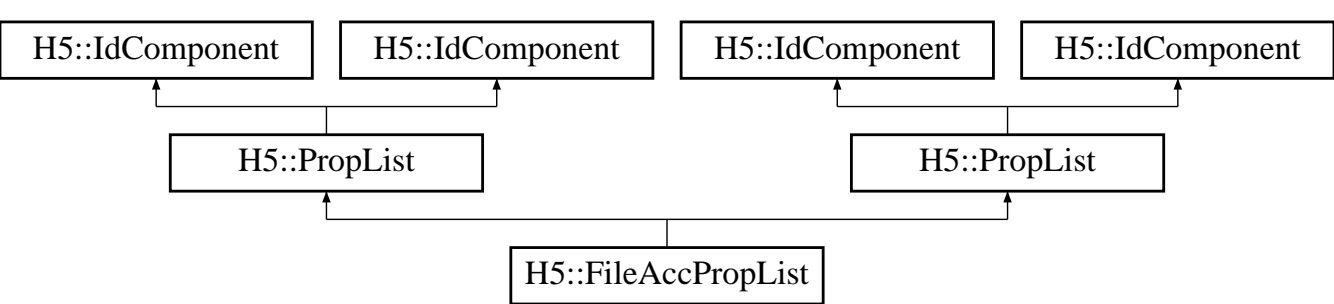 H5::IdComponent H5::IdComponent H5::IdComponent H5::IdComponent
H5::PropList H5::PropList
H5::FileAccPropList